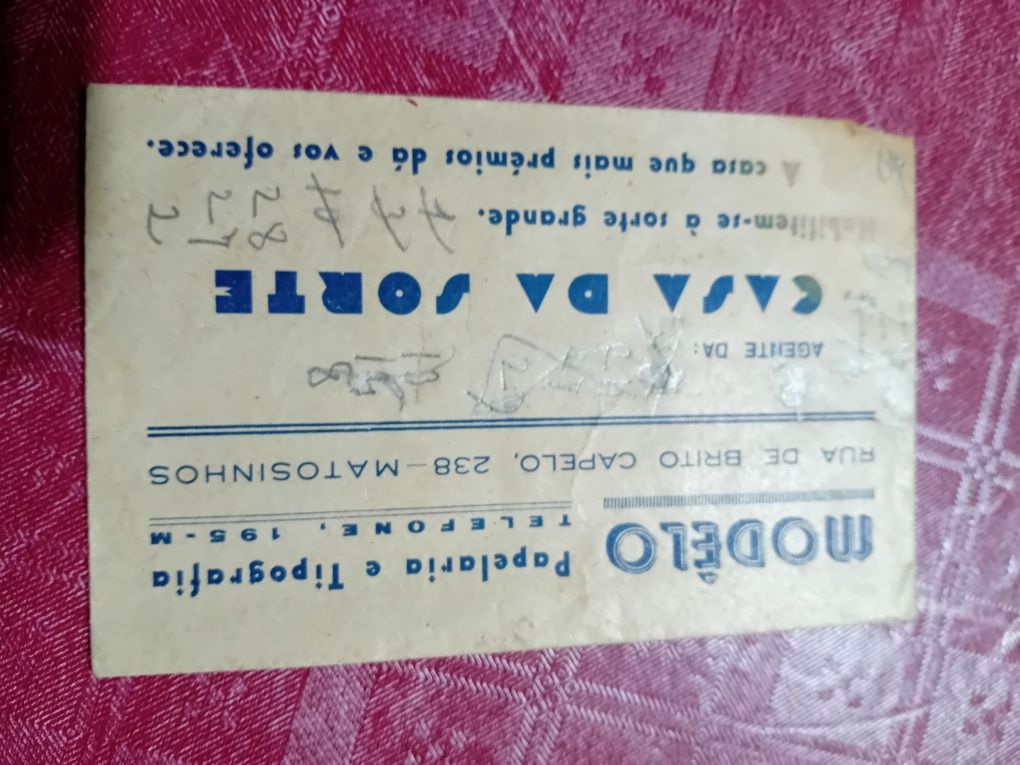 MODÊLO
Papelaria e Tipografia
TELEFONE, 195-M
RUA DE BRITO CAPELO, 238 — MATOSINHOS
AGENTE DA:
CASA DA SORTE
Habilitem-se à sorte grande.
A casa que mais prémios dá e vos oferece.